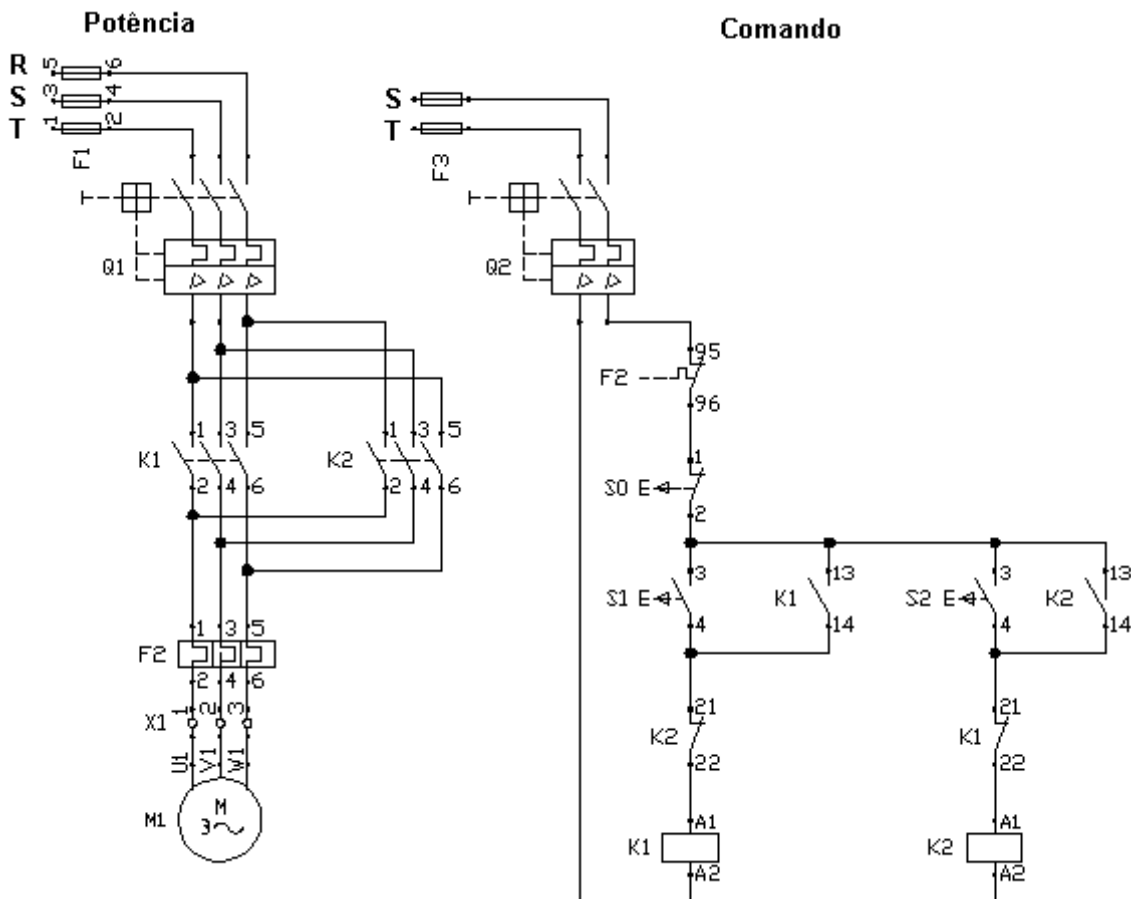 Potência
R 5 6
S 3 4
T 1 2
F1
Q1
K1 1 3 5
2 4 6
K2 1 3 5
2 4 6
F2 1 3 5
2 4 6
X1 1 2 3
U1 V1 W1
M1 M
3
Comando
S
T
F3
Q2
F2 95
96
S0 E 1
2
S1 E 3
4
K1 13
14
S2 E 3
4
K2 13
14
K2 21
22
K1 21
22
K1 A1
A2
K2 A1
A2